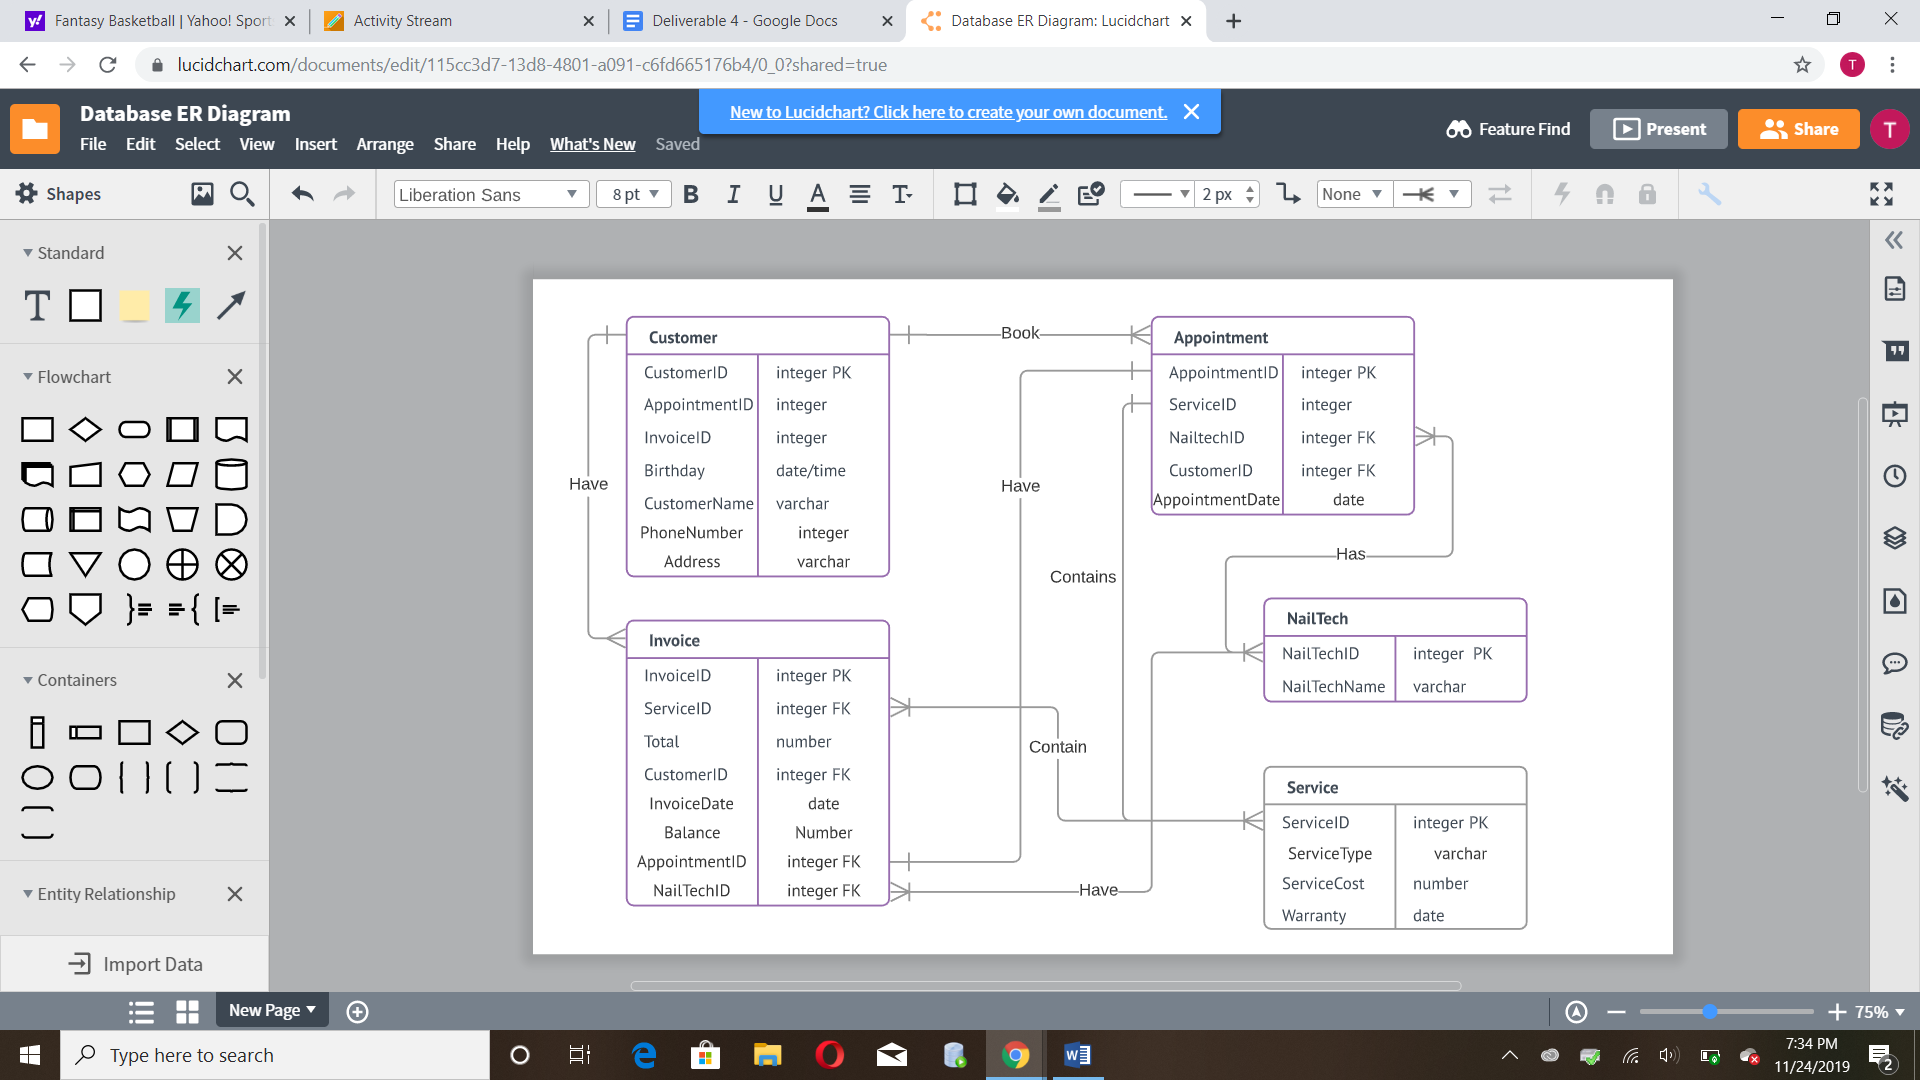 Fantasy Basketball | Yahoo! Sport
Activity Stream
Deliverable 4 - Google Docs
Database ER Diagram: Lucidchart
lucidchart.com/documents/edit/115cc3d7-13d8-4801-a091-c6fd665176b4/0_0?shared=true
T
Database ER Diagram
New to Lucidchart? Click here to create your own document.
File Edit Select View Insert Arrange Share Help What's New Saved
Feature Find
Present
Share
T
Shapes
Liberation Sans
8 pt
B I U A T
2 px
None
Standard
T
Flowchart
Containers
Entity Relationship
Import Data
Customer
CustomerID integer PK
AppointmentID integer
InvoiceID integer
Birthday date/time
CustomerName varchar
PhoneNumber integer
Address varchar
Book
Appointment
AppointmentID integer PK
ServiceID integer
NailtechID integer FK
CustomerID integer FK
AppointmentDate date
Have
Have
Contains
Has
Invoice
InvoiceID integer PK
ServiceID integer FK
Total number
CustomerID integer FK
InvoiceDate date
Balance Number
AppointmentID integer FK
NailTechID integer FK
Contain
Have
NailTech
NailTechID integer PK
NailTechName varchar
Service
ServiceID integer PK
ServiceType varchar
ServiceCost number
Warranty date
New Page
75%
Type here to search
7:34 PM
11/24/2019
2